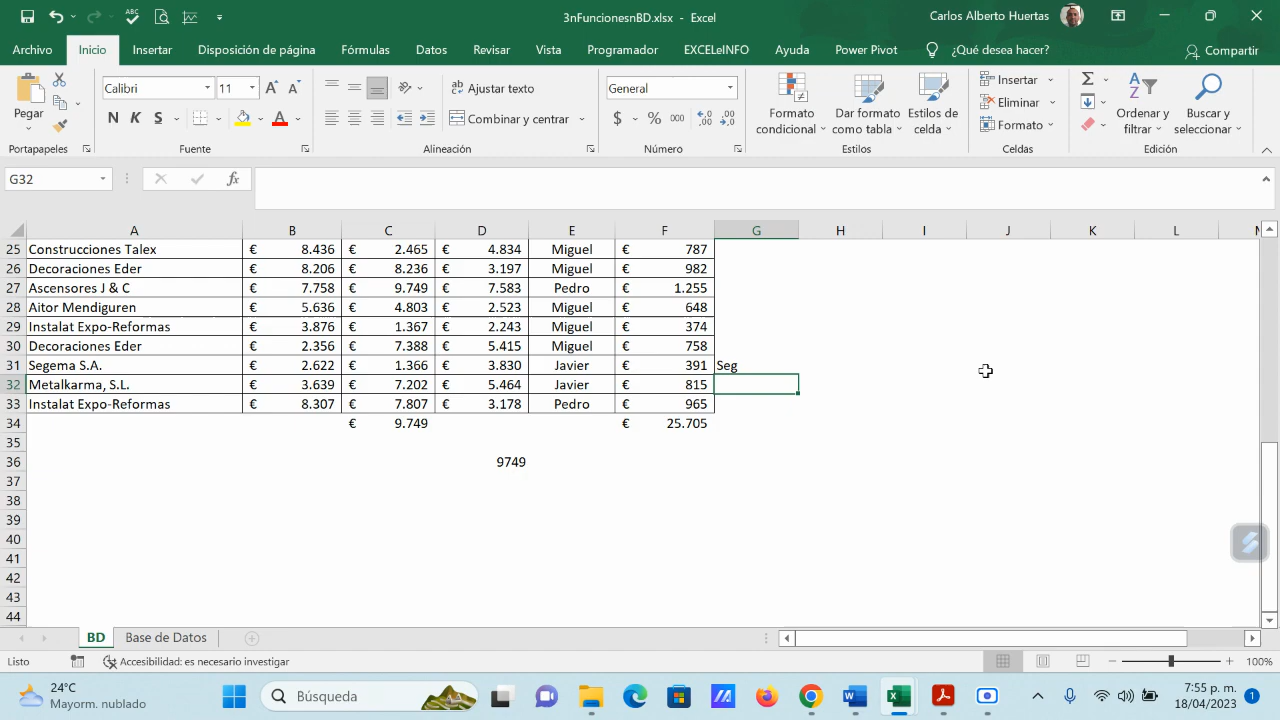 ABC
3nFuncionesnBD.xlsx - Excel
Carlos Alberto Huertas
Archivo Inicio Insertar Disposición de página Fórmulas Datos Revisar Vista Programador EXCELeINFO Ayuda Power Pivot ¿Qué desea hacer? Compartir
Pegar
Portapapeles
Calibri 11
N K S A
Fuente
ab Ajustar texto
Combinar y centrar
Alineación
General
$ % 000
Número
Formato condicional
Dar formato como tabla
Estilos de celda
Estilos
Insertar
Eliminar
Formato
Celdas
Ordenar y filtrar
Buscar y seleccionar
Edición
G32 fx
A B C D E F G H I J K L
25 Construcciones Talex € 8.436 € 2.465 € 4.834 Miguel € 787
26 Decoraciones Eder € 8.206 € 8.236 € 3.197 Miguel € 982
27 Ascensores J & C € 7.758 € 9.749 € 7.583 Pedro € 1.255
28 Aitor Mendiguren € 5.636 € 4.803 € 2.523 Miguel € 648
29 Instalat Expo-Reformas € 3.876 € 1.367 € 2.243 Miguel € 374
30 Decoraciones Eder € 2.356 € 7.388 € 5.415 Miguel € 758
31 Segema S.A. € 2.622 € 1.366 € 3.830 Javier € 391 Seg
32 Metalkarma, S.L. € 3.639 € 7.202 € 5.464 Javier € 815
33 Instalat Expo-Reformas € 8.307 € 7.807 € 3.178 Pedro € 965
34 € 9.749 € 25.705
35
36 9749
37
38
39
40
41
42
43
44
BD Base de Datos
Listo Accesibilidad: es necesario investigar 100%
24°C
Mayorm. nublado
Búsqueda
7:55 p. m.
18/04/2023
1